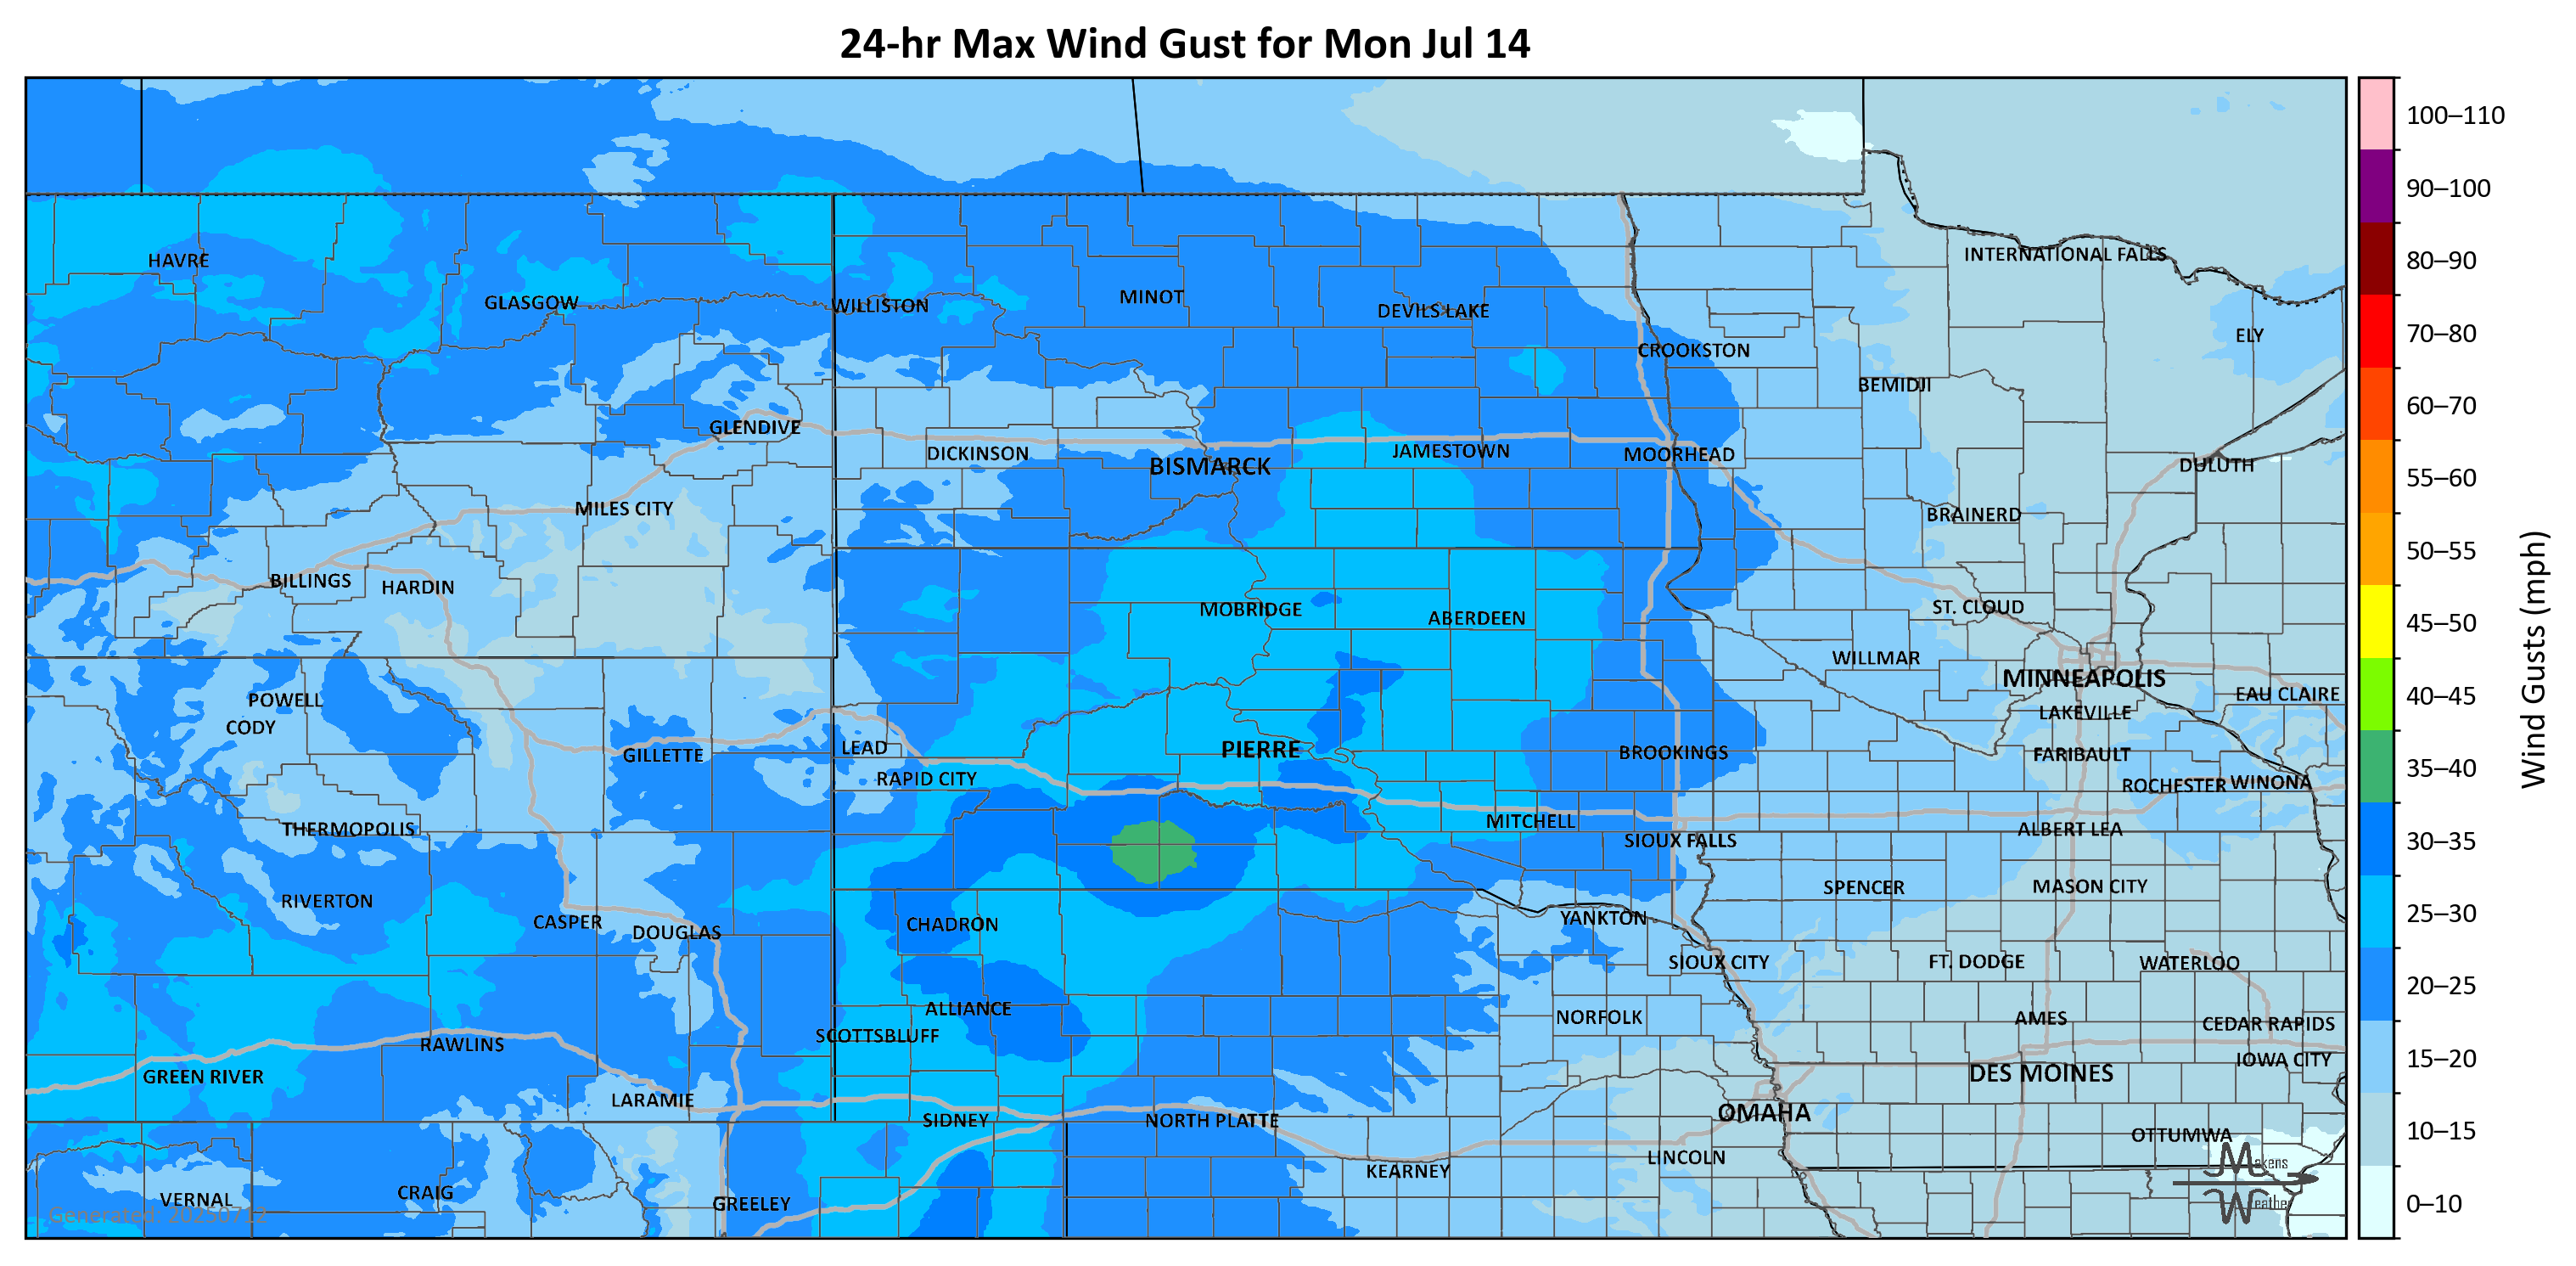 24-hr Max Wind Gust for Mon Jul 14
100–110
90–100
INTERNATIONAL FALLS
HAVRE
80–90
MINOT
GLASGOW
WILLISTON
DEVILS LAKE
70–80
ELY
CROOKSTON
BEMIDJI
60–70
GLENDIVE
DICKINSON
JAMESTOWN
MOORHEAD
BISMARCK
DULUTH
55–60
MILES CITY
BRAINERD
50–55
BILLINGS
HARDIN
MOBRIDGE
ABERDEEN
ST. CLOUD
45–50
WILLMAR
Wind Gusts (mph)
MINNEAPOLIS
POWELL
EAU CLAIRE
40–45
CODY
LAKEVILLE
LEAD
PIERRE
BROOKINGS
GILLETTE
FARIBAULT
35–40
RAPID CITY
ROCHESTER
WINONA
MITCHELL
THERMOPOLIS
ALBERT LEA
SIOUX FALLS
30–35
SPENCER
MASON CITY
RIVERTON
25–30
CASPER
CHADRON
YANKTON
DOUGLAS
SIOUX CITY
FT. DODGE
WATERLOO
20–25
ALLIANCE
NORFOLK
AMES
CEDAR RAPIDS
SCOTTSBLUFF
RAWLINS
15–20
IOWA CITY
GREEN RIVER
DES MOINES
LARAMIE
OMAHA
SIDNEY
NORTH PLATTE
10–15
OTTUMWA
LINCOLN
Makens
KEARNEY
CRAIG
VERNAL
GREELEY
Weather
0–10
Generated: 20250712